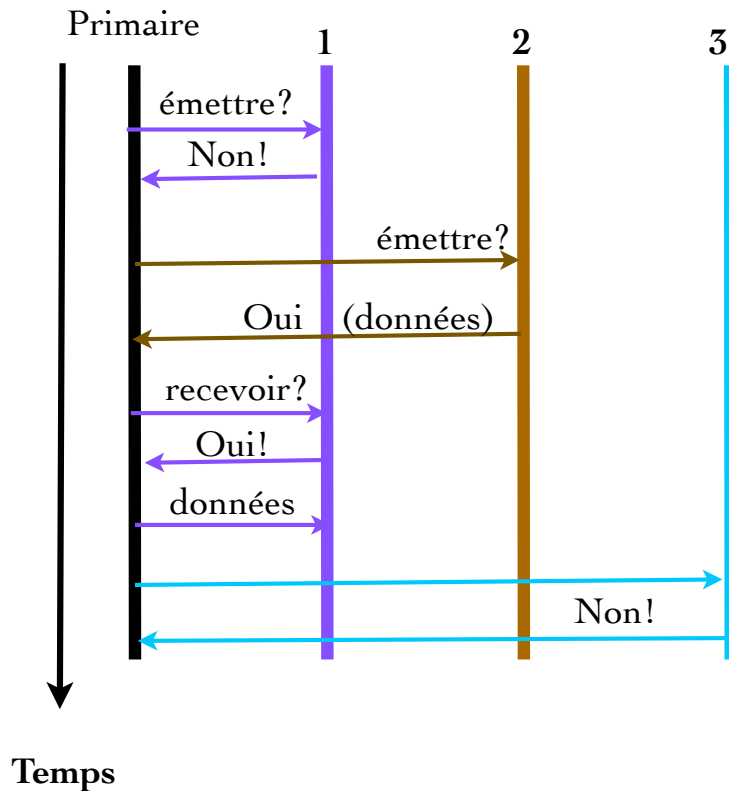 Primaire
1 2 3
émettre?
Non!
émettre?
Oui (données)
recevoir?
Oui!
données
Non!
Temps